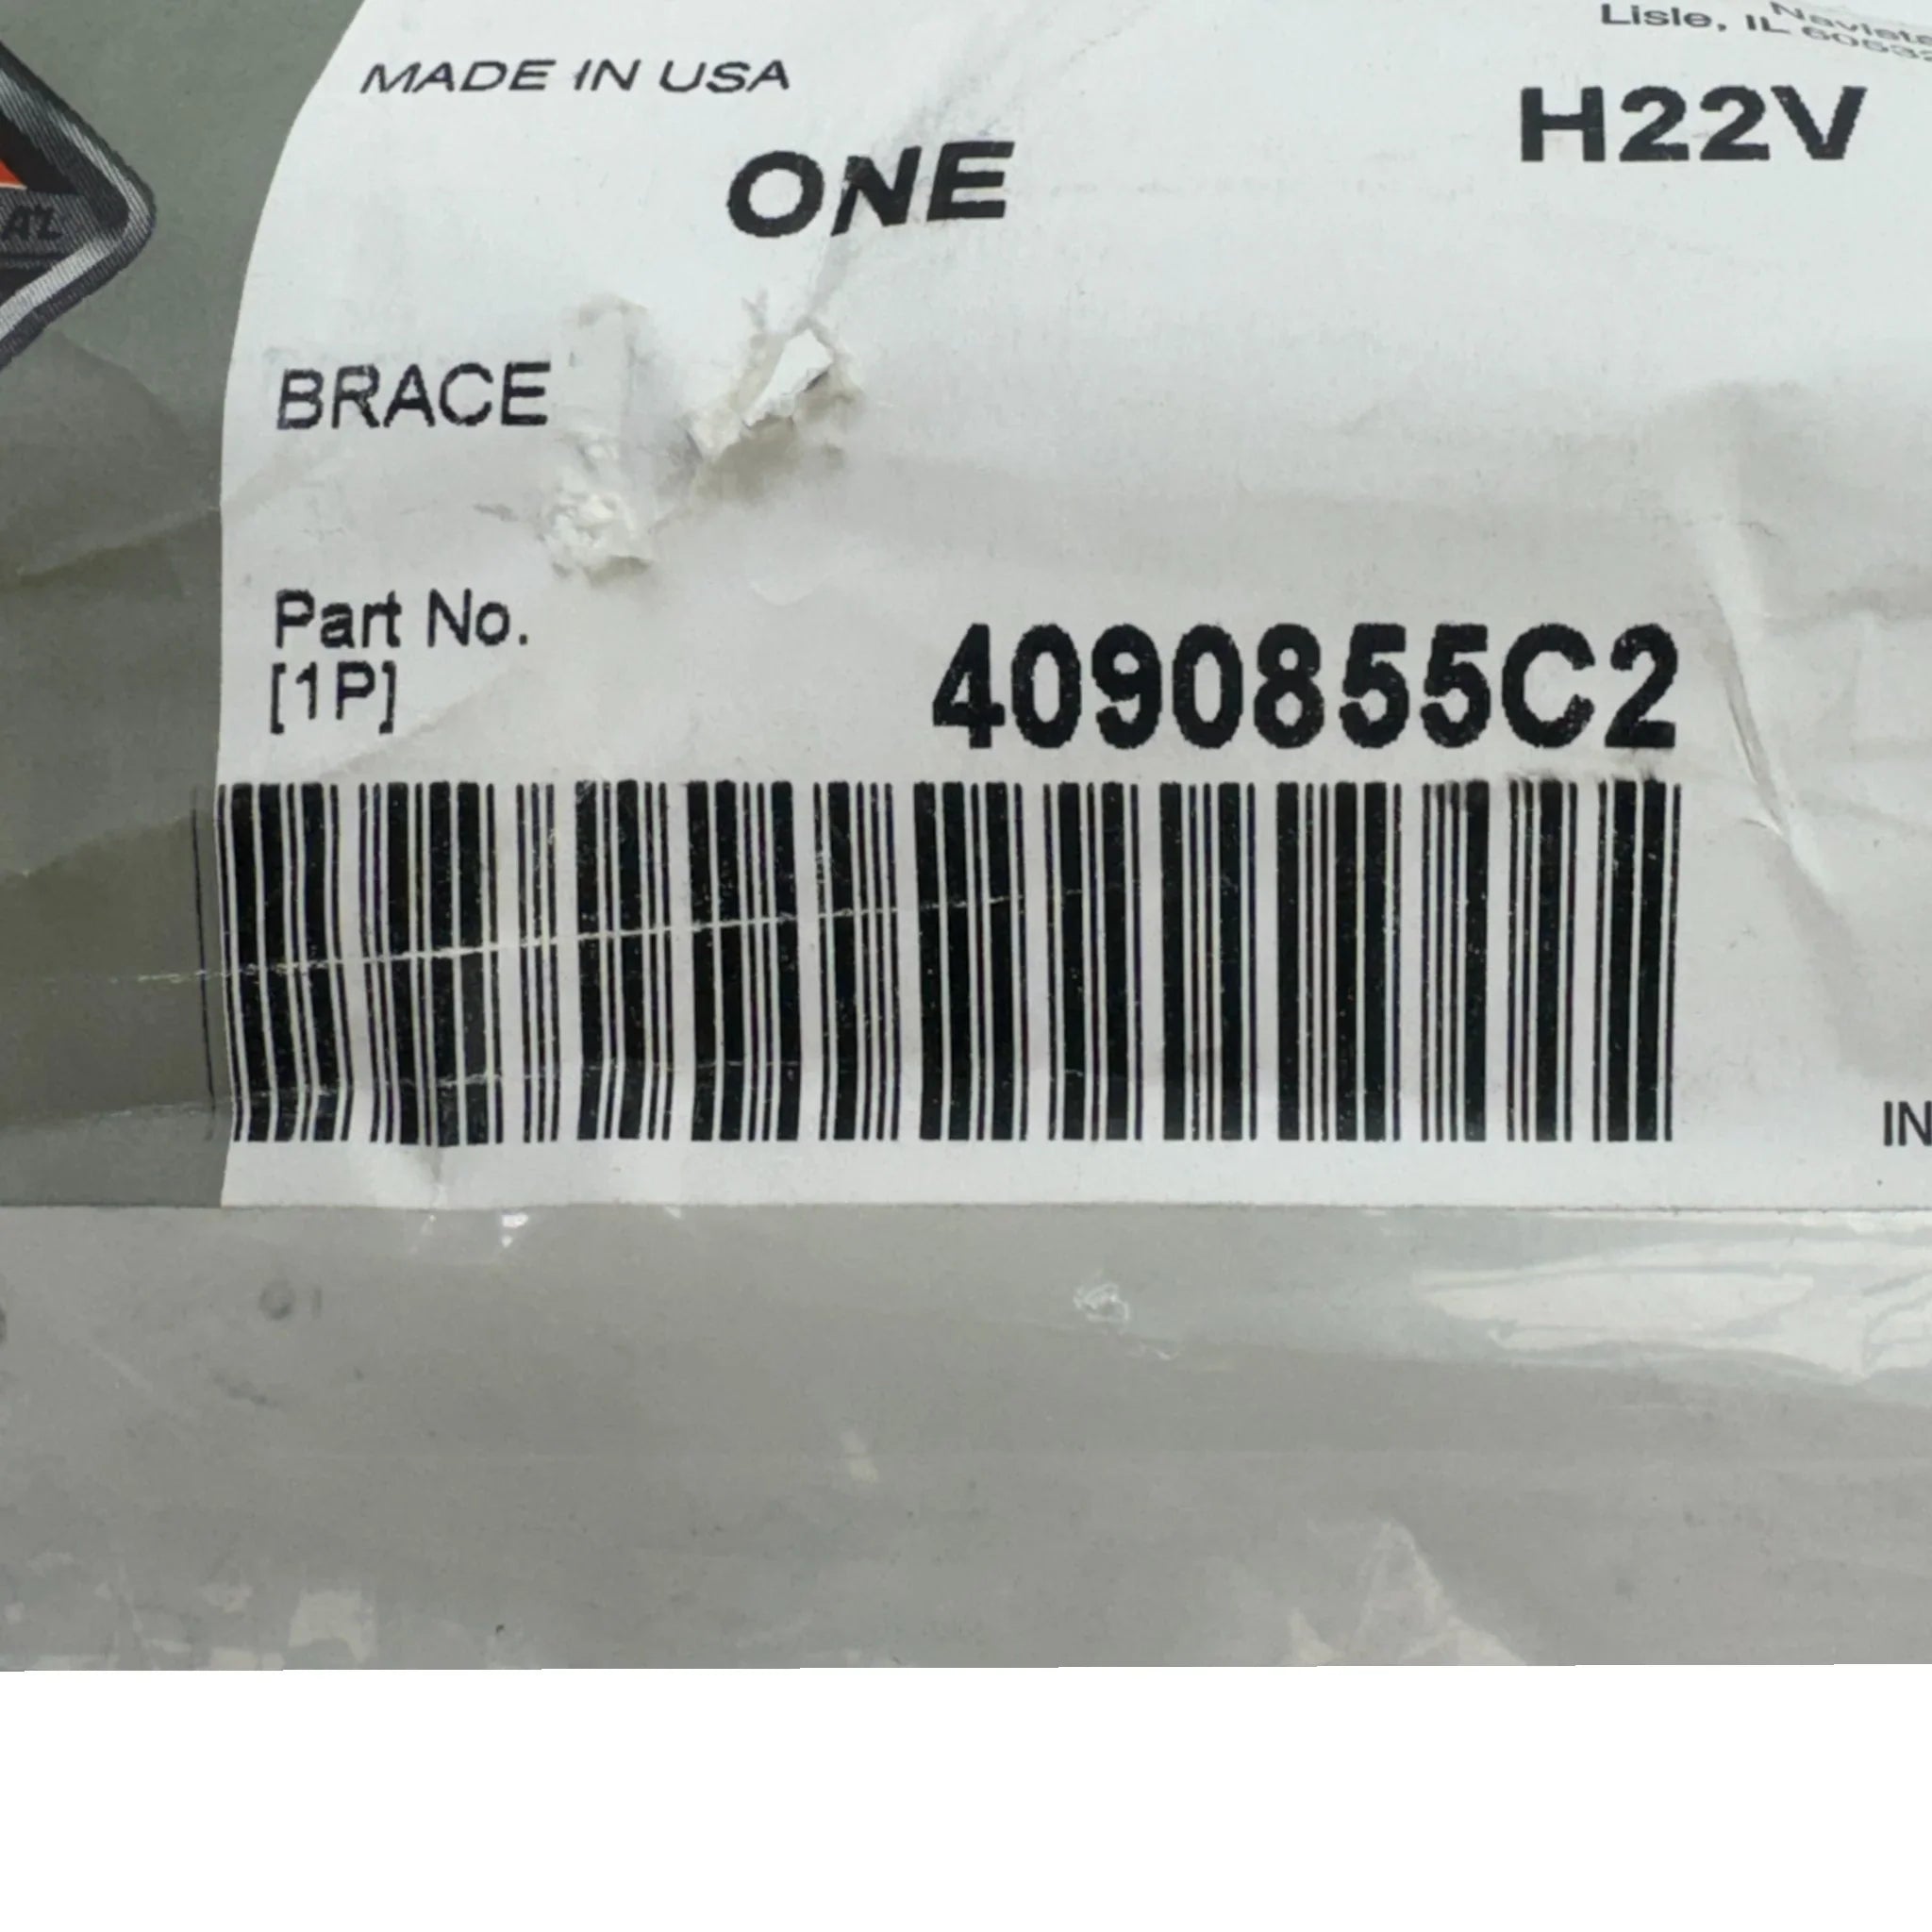 Lisle, IL
MADE IN USA
H22V
ONE
BRACE
Part No.
[1P]
4090855C2